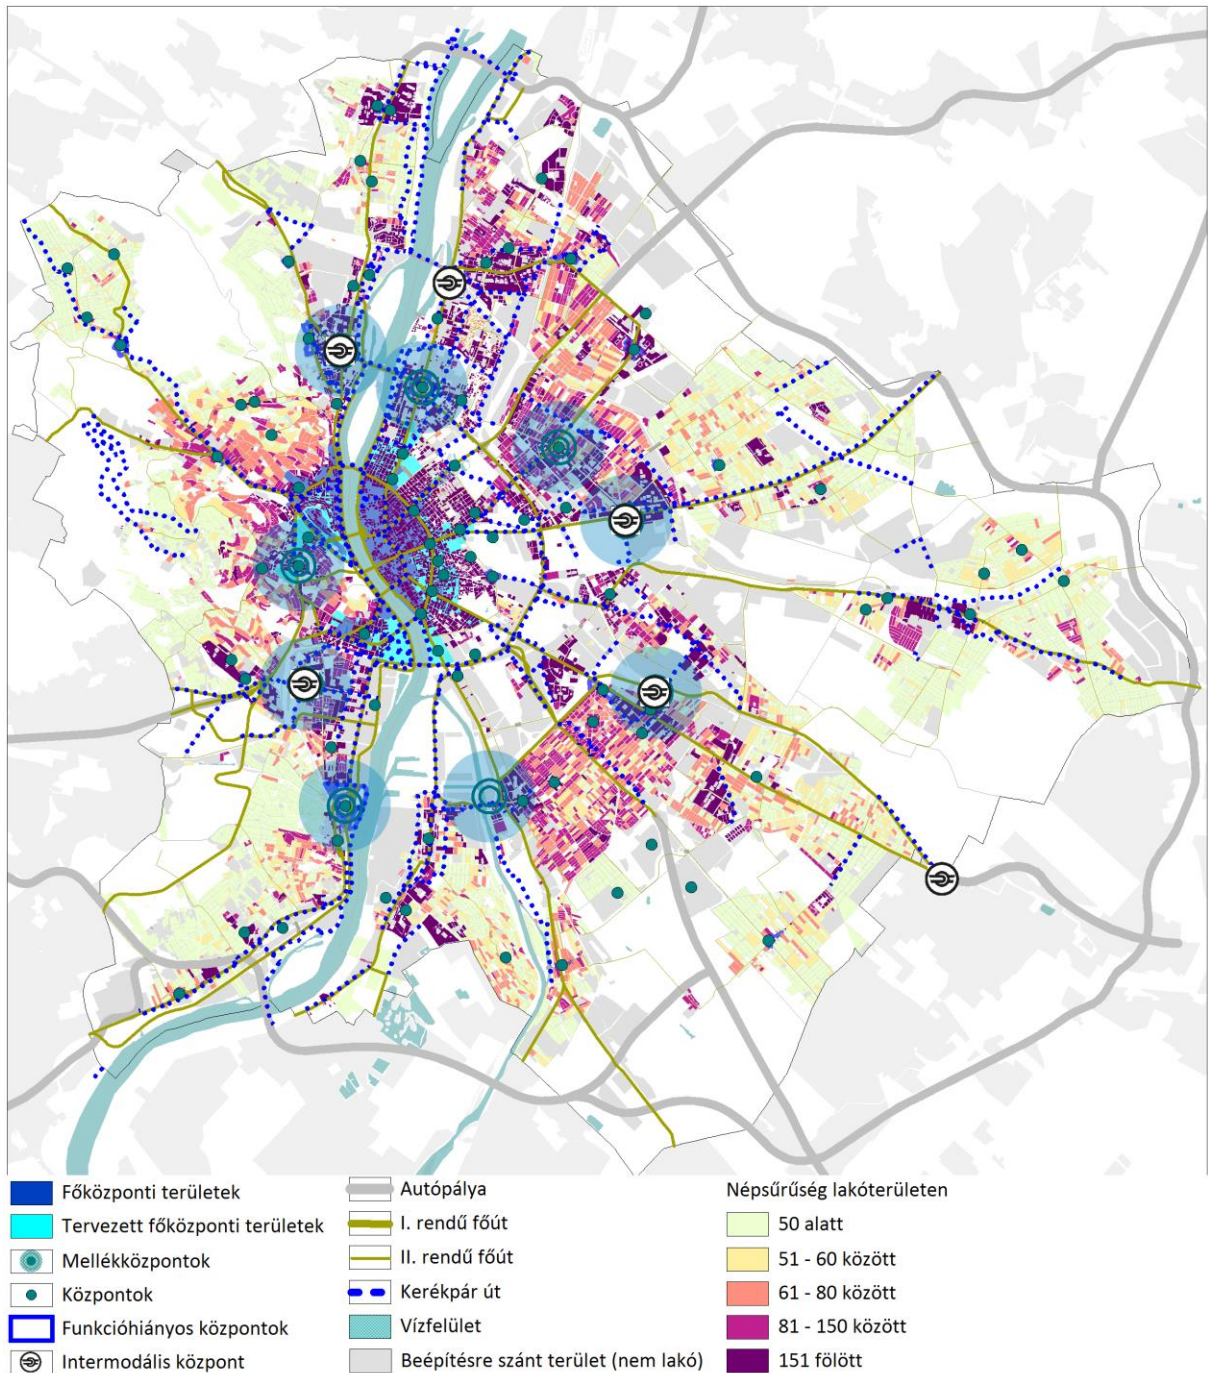 Főközponti területek
Tervezett főközponti területek
Mellékközpontok
Központok
Funkcióhiányos központok
Intermodális központ
Autópálya
I. rendű főút
II. rendű főút
Kerékpár út
Vízfelület
Beépítésre szánt terület (nem lakó)
Népsűrűség lakóterületen
50 alatt
51 - 60 között
61 - 80 között
81 - 150 között
151 fölött